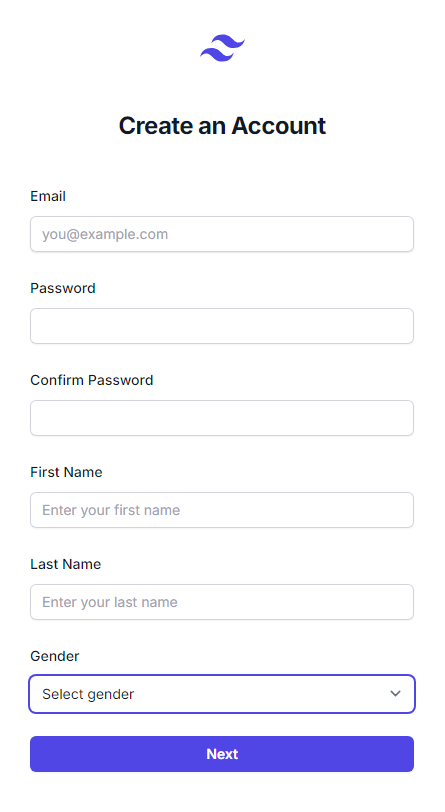 Create an Account
Email
you@example.com
Password
Confirm Password
First Name
Enter your first name
Last Name
Enter your last name
Gender
Select gender
Next